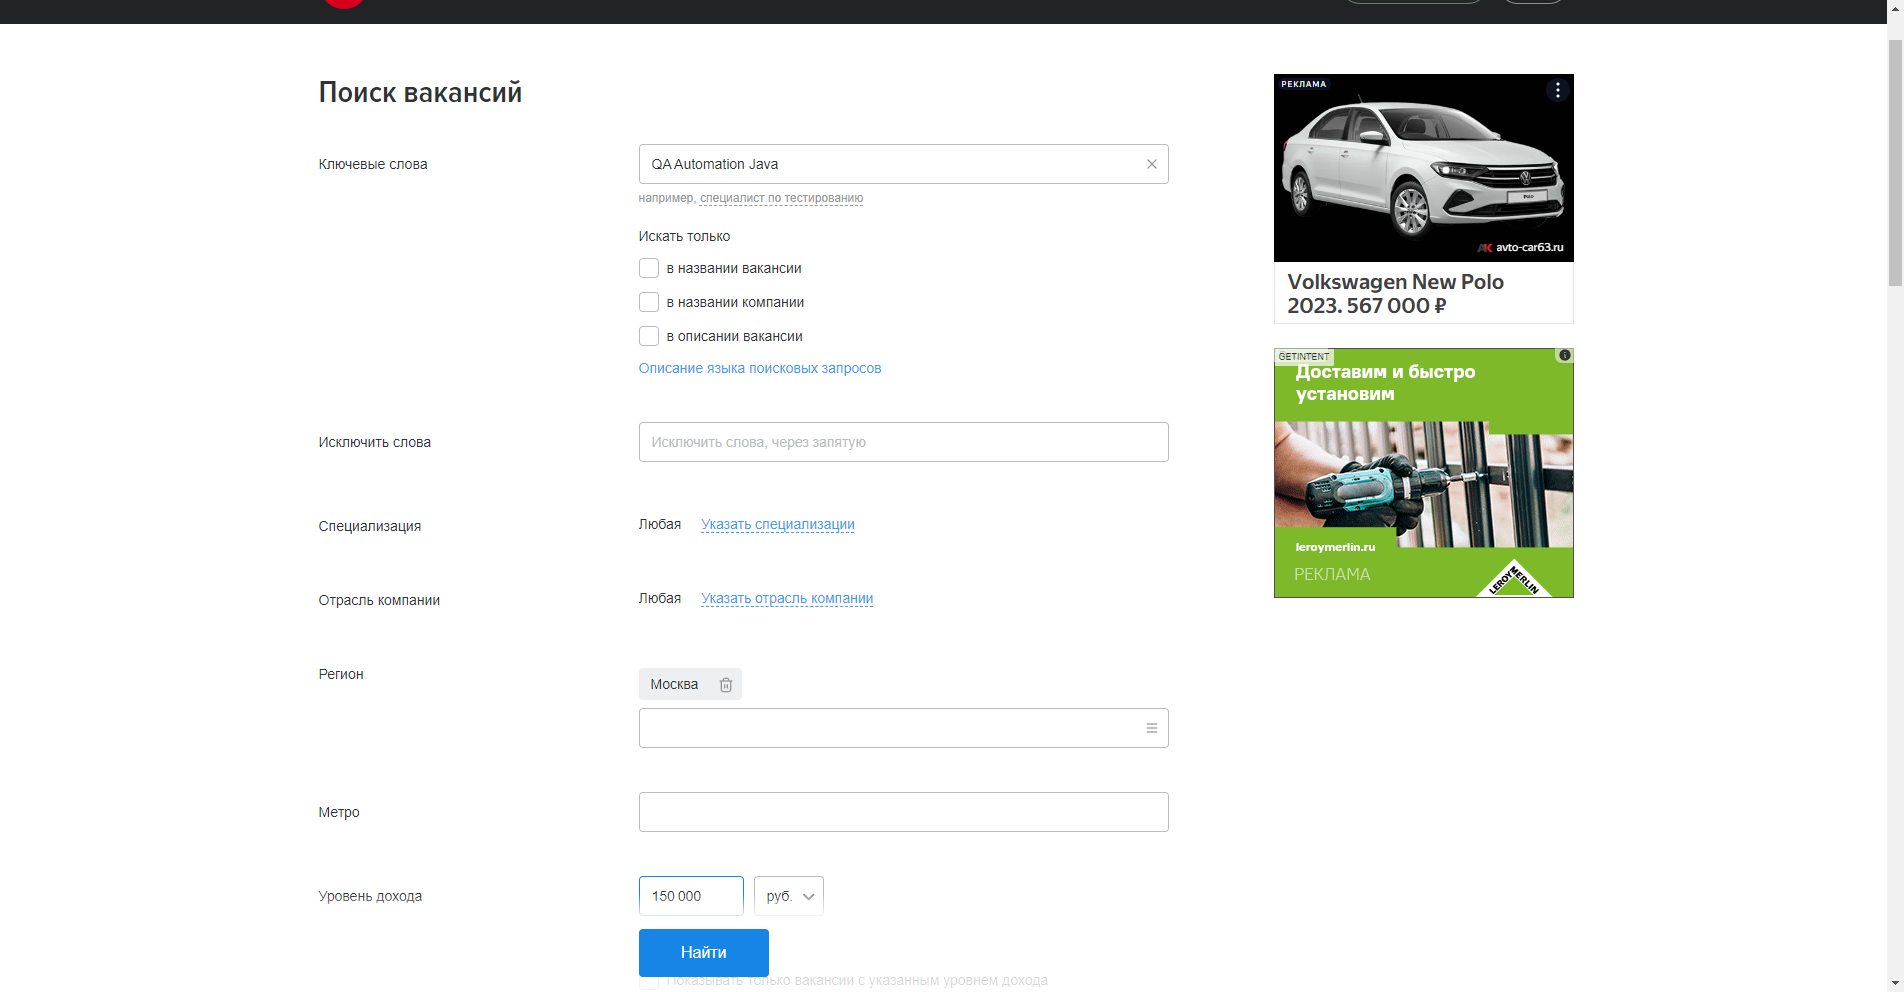 Поиск вакансий
Ключевые слова
QA Automation Java
например, специалист по тестированию
Искать только
в названии вакансии
в названии компании
в описании вакансии
Описание языка поисковых запросов
Исключить слова
Исключить слова, через запятую
Специализация
Любая Указать специализации
Отрасль компании
Любая Указать отрасль компании
Регион
Москва
Метро
Уровень дохода
150 000 руб.
Найти
Показывать только вакансии с указанным уровнем дохода
РЕКЛАМА
Polo
AK avto-car63.ru
Volkswagen New Polo
2023. 567 000 ₽
GETINTENT
Доставим и быстро
установим
leroymerlin.ru
РЕКЛАМА
LEROY MERLIN